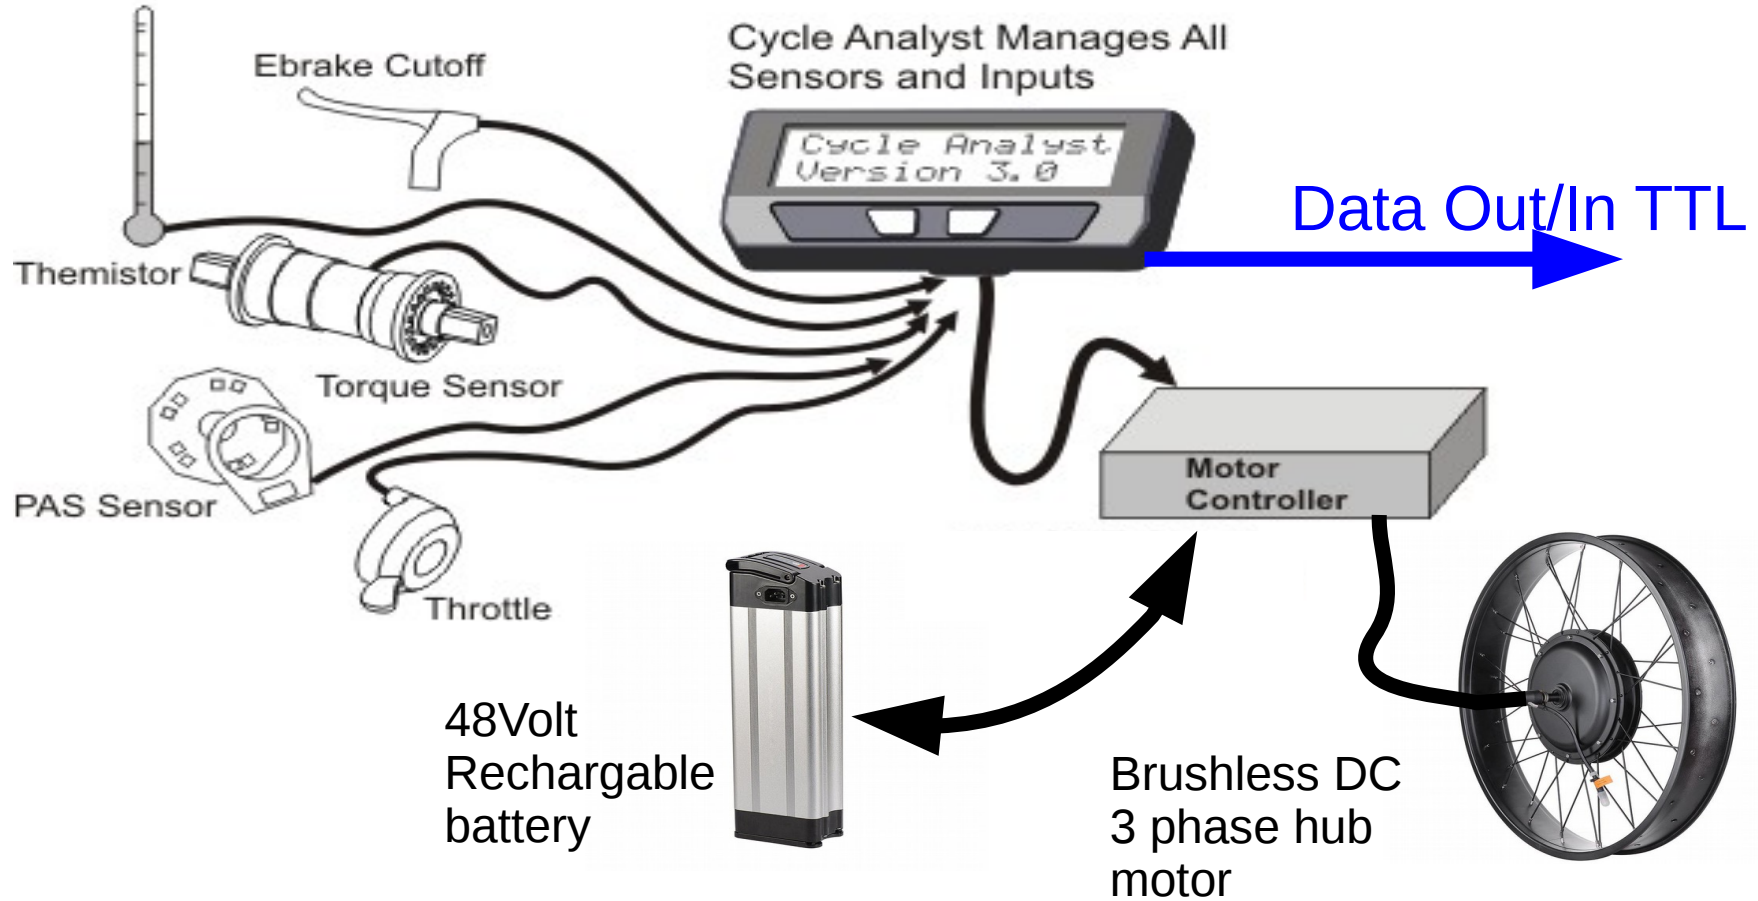 Ebrake Cutoff
Cycle Analyst Manages All
Sensors and Inputs
Cycle Analyst
Version 3.0
Data Out/In TTL
Themistor
Torque Sensor
PAS Sensor
Throttle
Motor
Controller
48Volt
Rechargable
battery
Brushless DC
3 phase hub
motor